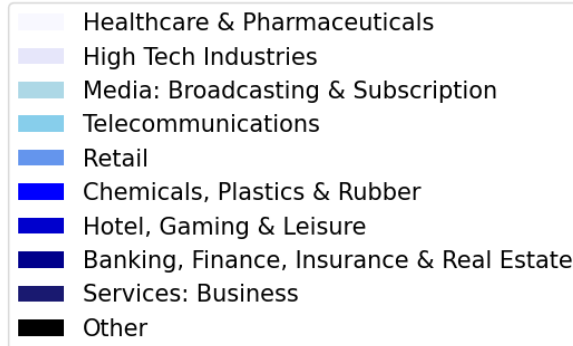 Healthcare & Pharmaceuticals
High Tech Industries
Media: Broadcasting & Subscription
Telecommunications
Retail
Chemicals, Plastics & Rubber
Hotel, Gaming & Leisure
Banking, Finance, Insurance & Real Estate
Services: Business
Other